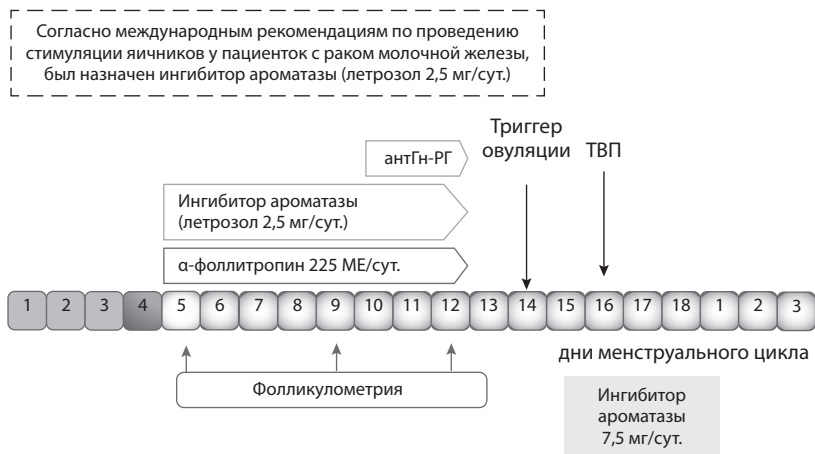 Согласно международным рекомендациям по проведению
стимуляции яичников у пациенток с раком молочной железы,
был назначен ингибитор ароматазы (летрозол 2,5 мг/сут.)
Триггер
овуляции
ТВП
антГн-РГ
Ингибитор ароматазы
(летрозол 2,5 мг/сут.)
α-фоллитропин 225 МЕ/сут.
1 2 3 4 5 6 7 8 9 10 11 12 13 14 15 16 17 18 1 2 3
дни менструального цикла
Фолликулометрия
Ингибитор
ароматазы
7,5 мг/сут.